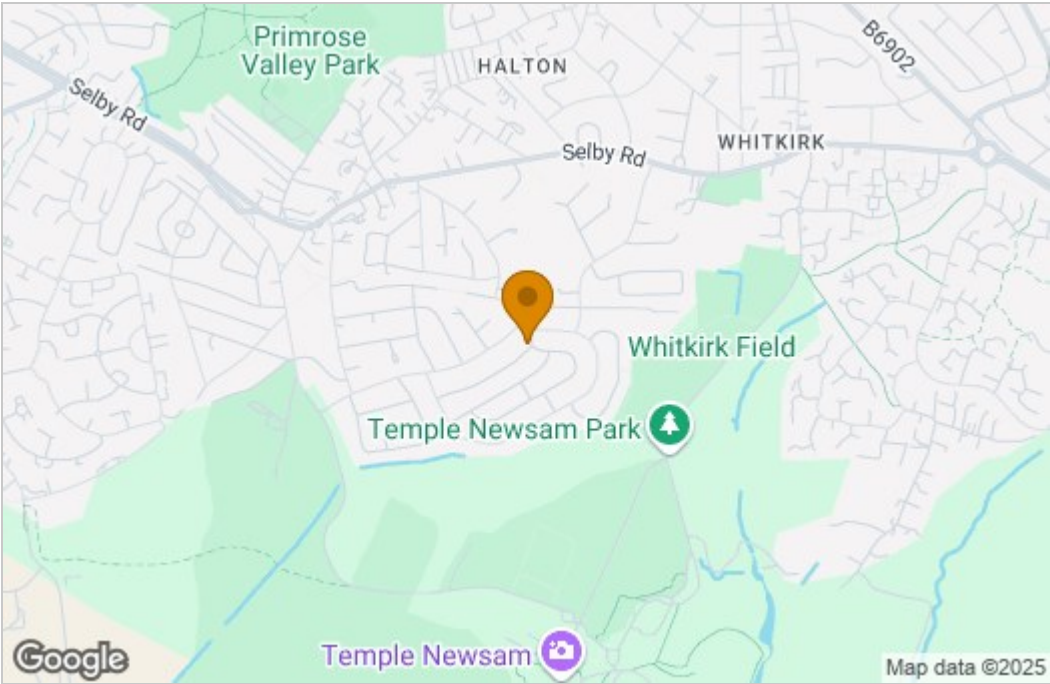 Primrose
Valley Park
HALTON
B6902
Selby Rd
Selby Rd
WHITKIRK
Whitkirk Field
Temple Newsam Park
Temple Newsam
Google
Map data ©2025